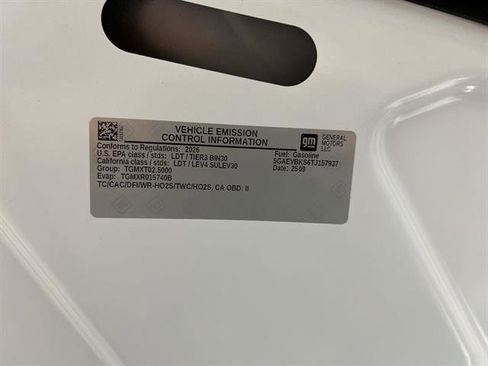 VEHICLE EMISSION
CONTROL INFORMATION
gm
GENERAL
MOTORS
LLC
Conforms to Regulations: 2026
U.S. EPA class / stds: LDT / TIER3 BIN30
California class / stds: LDT / LEV4 SULEV30
Group: TGMXT02.5000
Evap: TGMXR015740B
TC/CAC/DFI/WR-HO2S/TWC/HO2S, CA OBD: II
Fuel: Gasoline
5GAEVBKS6TJ157937
Date: 25-09